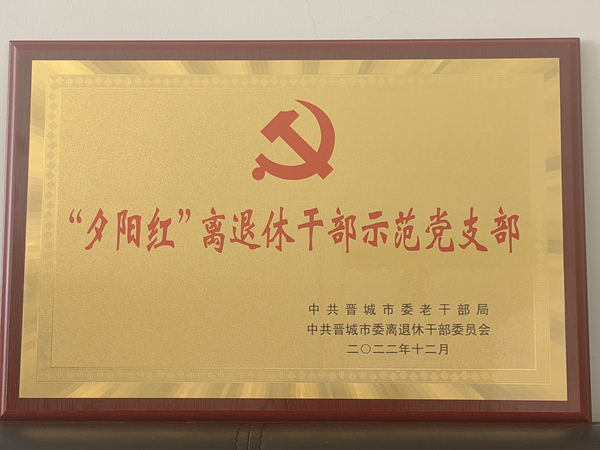 “夕阳红”离退休干部示范党支部
中共晋城市委老干部局
中共晋城市委离退休干部委员会
二〇二二年十二月